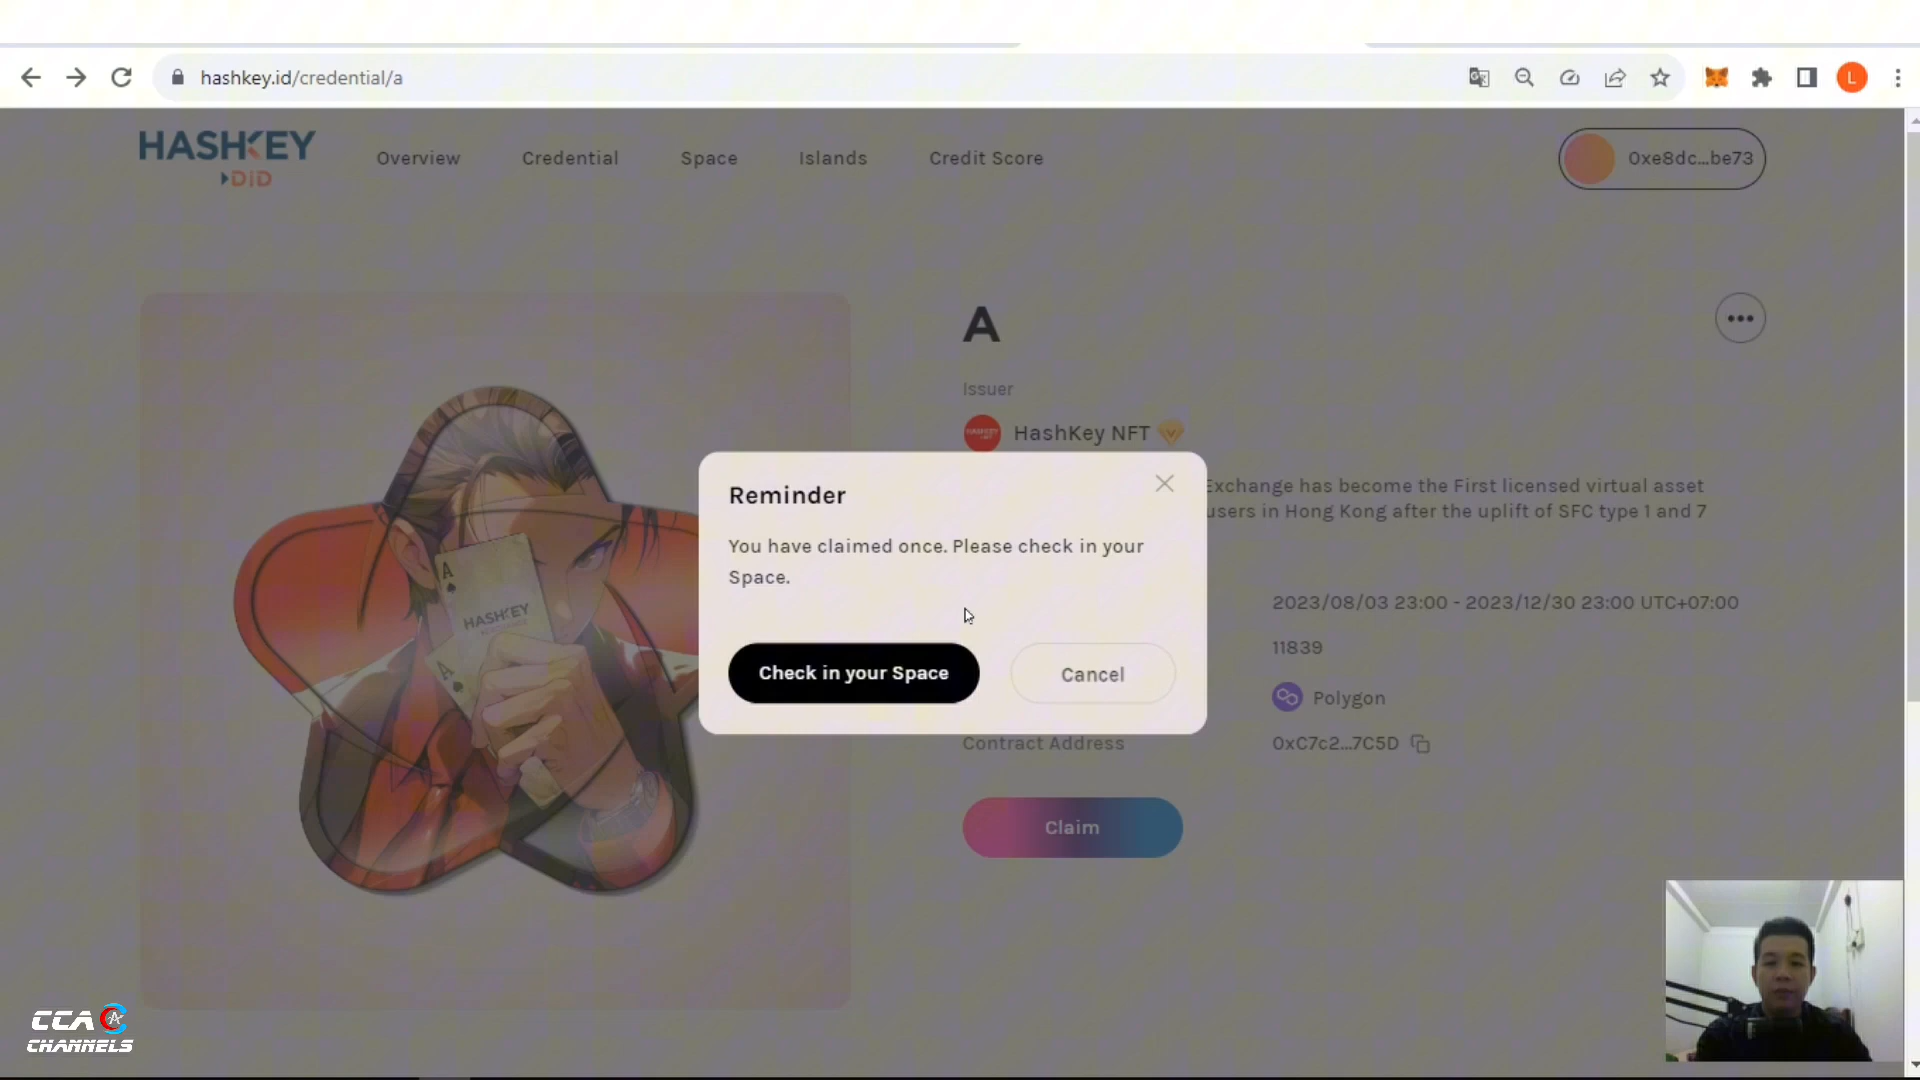 hashkey.id/credential/a
L
HASHKEY
DID
Overview
Credential
Space
Islands
Credit Score
0xe8dc...be73
A
Issuer
HashKey NFT
Exchange has become the First licensed virtual asset
users in Hong Kong after the uplift of SFC type 1 and 7
Reminder
You have claimed once. Please check in your
Space.
Check in your Space
Cancel
2023/08/03 23:00 - 2023/12/30 23:00 UTC+07:00
11839
Polygon
Contract Address
0xC7c2...7C5D
Claim
A
HASHKEY
A
CCA
CHANNELS